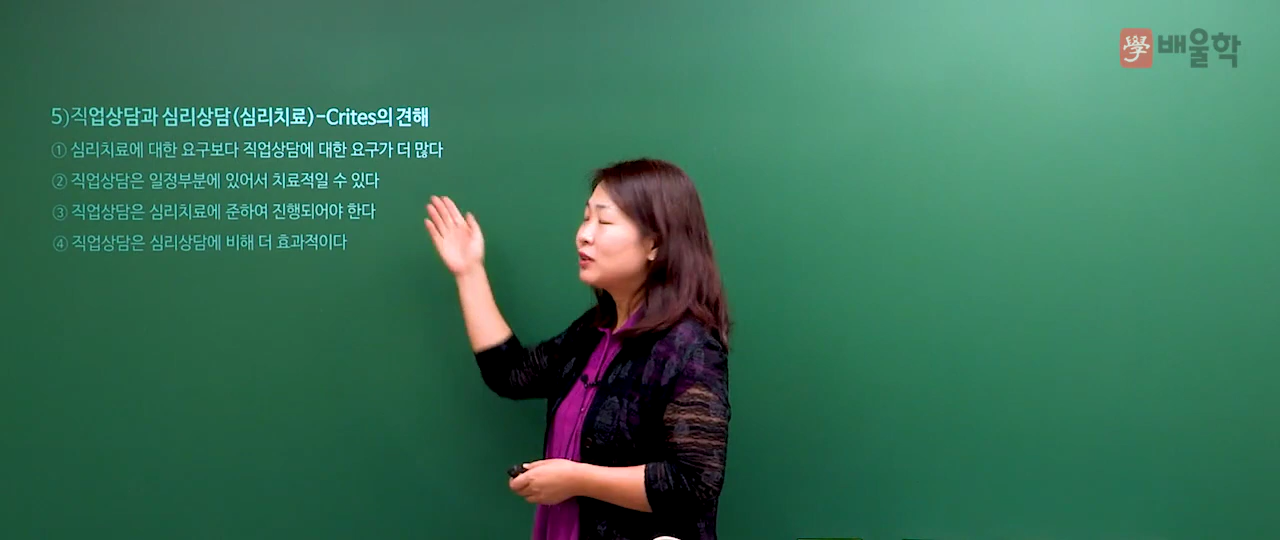 學 배울학
5)직업상담과 심리상담(심리치료)-Crites의 견해
① 심리치료에 대한 요구보다 직업상담에 대한 요구가 더 많다
② 직업상담은 일정부분에 있어서 치료적일 수 있다
③ 직업상담은 심리치료에 준하여 진행되어야 한다
④ 직업상담은 심리상담에 비해 더 효과적이다